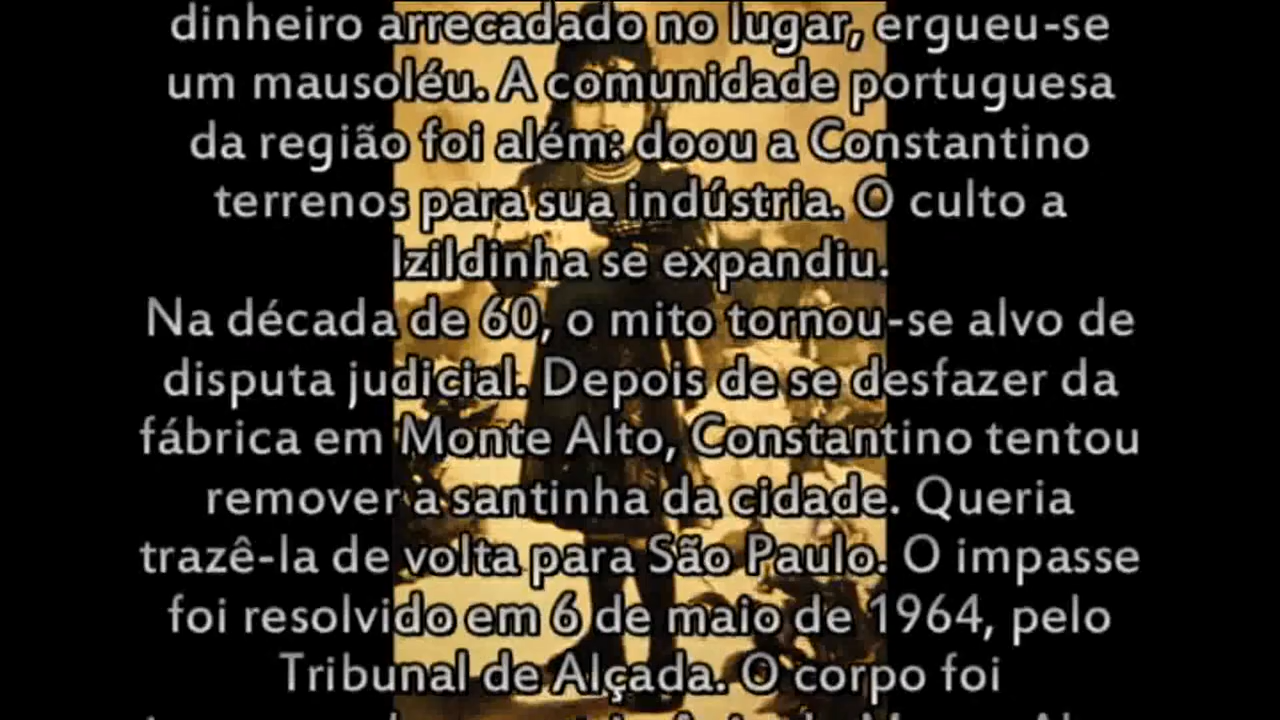 dinheiro arrecadado no lugar, ergueu-se
um mausoléu. A comunidade portuguesa
da região foi além: doou a Constantino
terrenos para sua indústria. O culto a
Izildinha se expandiu.
Na década de 60, o mito tornou-se alvo de
disputa judicial. Depois de se desfazer da
fábrica em Monte Alto, Constantino tentou
remover a santinha da cidade. Queria
trazê-la de volta para São Paulo. O impasse
foi resolvido em 6 de maio de 1964, pelo
Tribunal de Alçada. O corpo foi